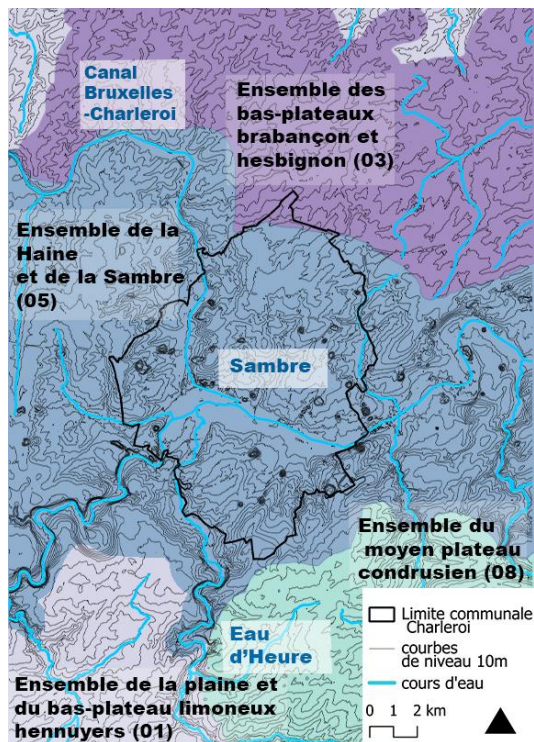 Canal
Bruxelles
-Charleroi
Ensemble des
bas-plateaux
brabançon et
hesbignon (03)
Ensemble de la
Haine
et de la Sambre
(05)
Sambre
Ensemble du
moyen plateau
condrusien (08)
Eau
d'Heure
Ensemble de la plaine et
du bas-plateau limoneux
hennuyers (01)
Limite communale
Charleroi
courbes
de niveau 10m
cours d'eau
0 1 2 km